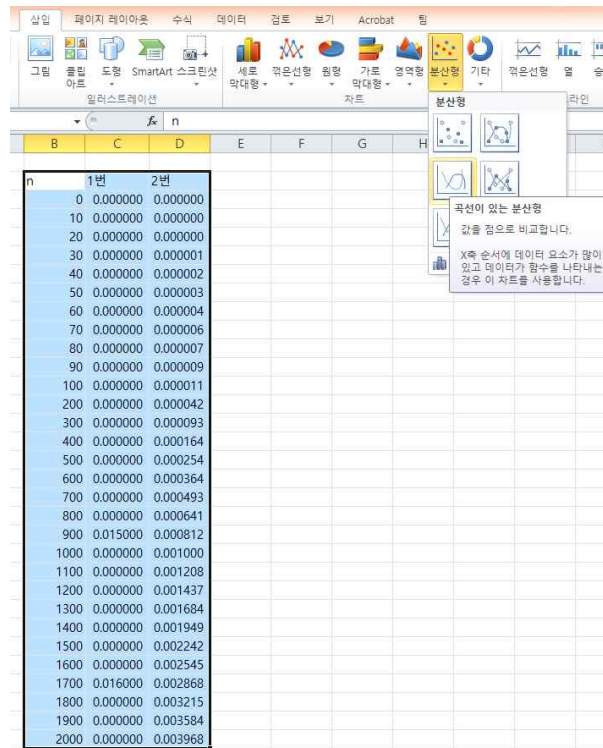 삽입 페이지 레이아웃 수식 데이터 검토 보기 Acrobat 팀
그림 클립 아트 도형 SmartArt 스크린샷 세로 막대형 꺾은선형 원형 가로 막대형 영역형 분산형 기타 꺾은선형 열 승
일러스트레이션 차트 라인
분산형
fx n
B C D E F G H
곡선이 있는 분산형
값을 점으로 비교합니다.
X축 순서에 데이터 요소가 많이
있고 데이터가 함수를 나타내는
경우 이 차트를 사용합니다.
n 1번 2번
0 0.000000 0.000000
10 0.000000 0.000000
20 0.000000 0.000000
30 0.000000 0.000001
40 0.000000 0.000002
50 0.000000 0.000003
60 0.000000 0.000004
70 0.000000 0.000006
80 0.000000 0.000007
90 0.000000 0.000009
100 0.000000 0.000011
200 0.000000 0.000042
300 0.000000 0.000093
400 0.000000 0.000164
500 0.000000 0.000254
600 0.000000 0.000364
700 0.000000 0.000493
800 0.000000 0.000641
900 0.015000 0.000812
1000 0.000000 0.001000
1100 0.000000 0.001208
1200 0.000000 0.001437
1300 0.000000 0.001684
1400 0.000000 0.001949
1500 0.000000 0.002242
1600 0.000000 0.002545
1700 0.016000 0.002868
1800 0.000000 0.003215
1900 0.000000 0.003584
2000 0.000000 0.003968